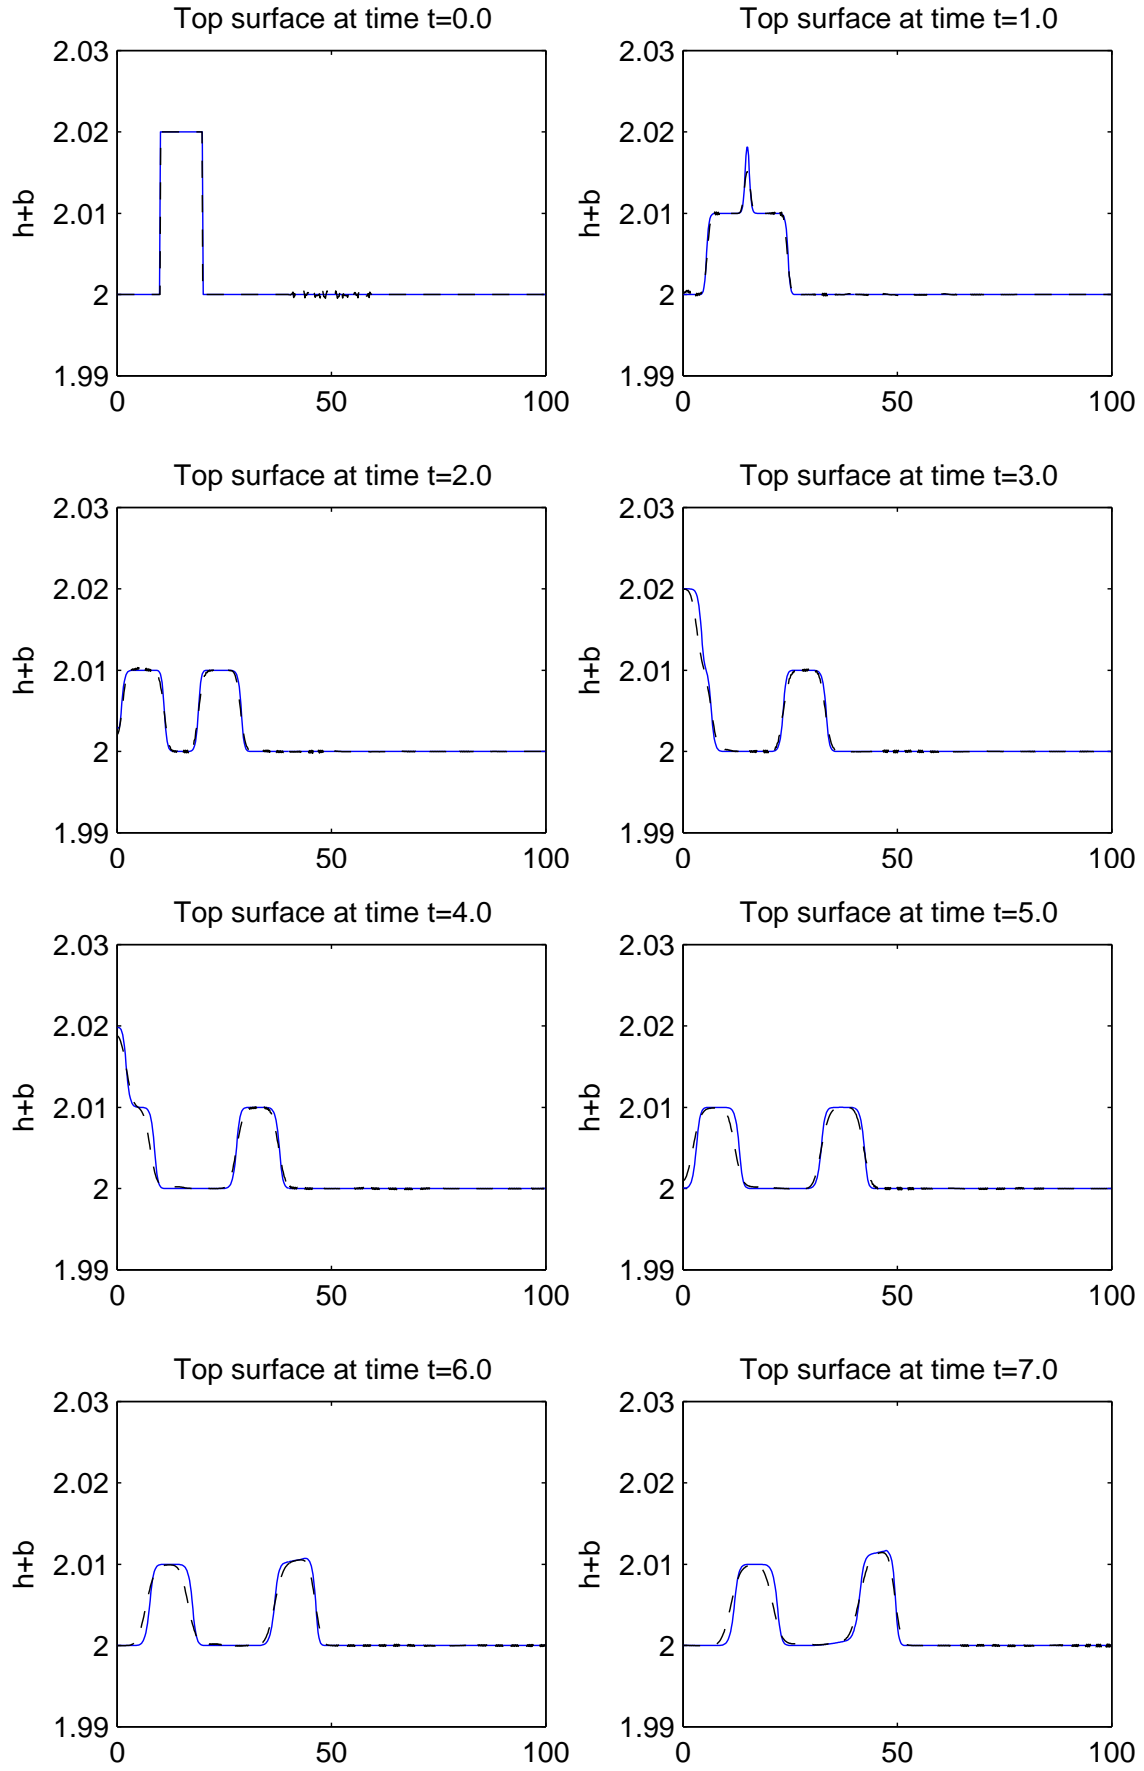 Top surface at time t=0.0
2.03
2.02
2.01
2
1.99
h+b
0 50 100
Top surface at time t=1.0
2.03
2.02
2.01
2
1.99
h+b
0 50 100
Top surface at time t=2.0
2.03
2.02
2.01
2
1.99
h+b
0 50 100
Top surface at time t=3.0
2.03
2.02
2.01
2
1.99
h+b
0 50 100
Top surface at time t=4.0
2.03
2.02
2.01
2
1.99
h+b
0 50 100
Top surface at time t=5.0
2.03
2.02
2.01
2
1.99
h+b
0 50 100
Top surface at time t=6.0
2.03
2.02
2.01
2
1.99
h+b
0 50 100
Top surface at time t=7.0
2.03
2.02
2.01
2
1.99
h+b
0 50 100